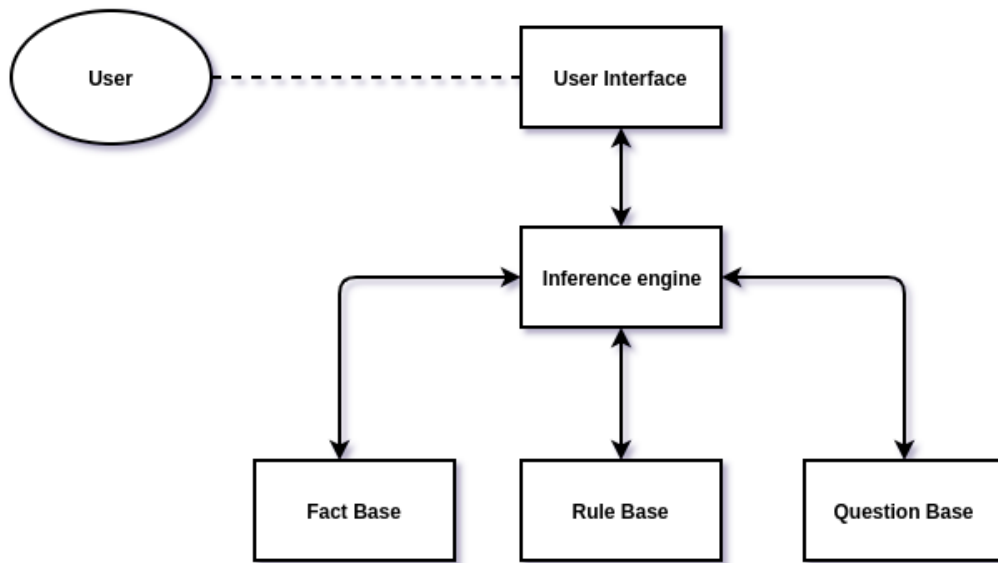 User
User Interface
Inference engine
Fact Base
Rule Base
Question Base